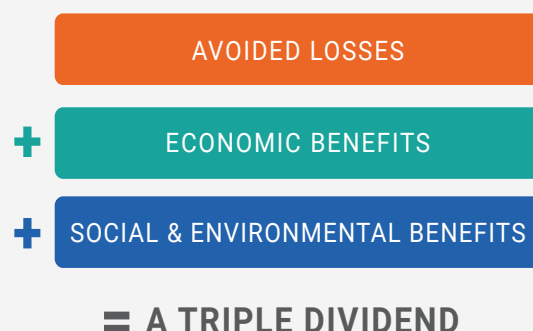 AVOIDED LOSSES
+ ECONOMIC BENEFITS
+ SOCIAL & ENVIRONMENTAL BENEFITS
= A TRIPLE DIVIDEND